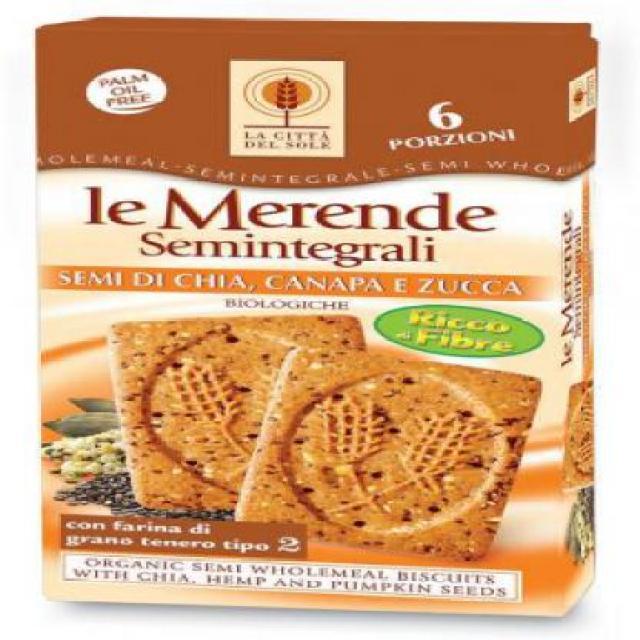 PALM
OIL
FREE
LA CITTÀ
DEL SOLE
6
PORZIONI
OLEMEAL-SEMINTEGRALE-SEMI WHO
le Merende
Semintegrali
SEMI DI CHIA, CANAPA E ZUCCA
BIOLOGICHE
Ricco
di Fibre
con farina di
grano tenero tipo 2
ORGANIC SEMI WHOLEMEAL BISCUITS
WITH CHIA, HEMP AND PUMPKIN SEEDS
le Merende
Semintegrali